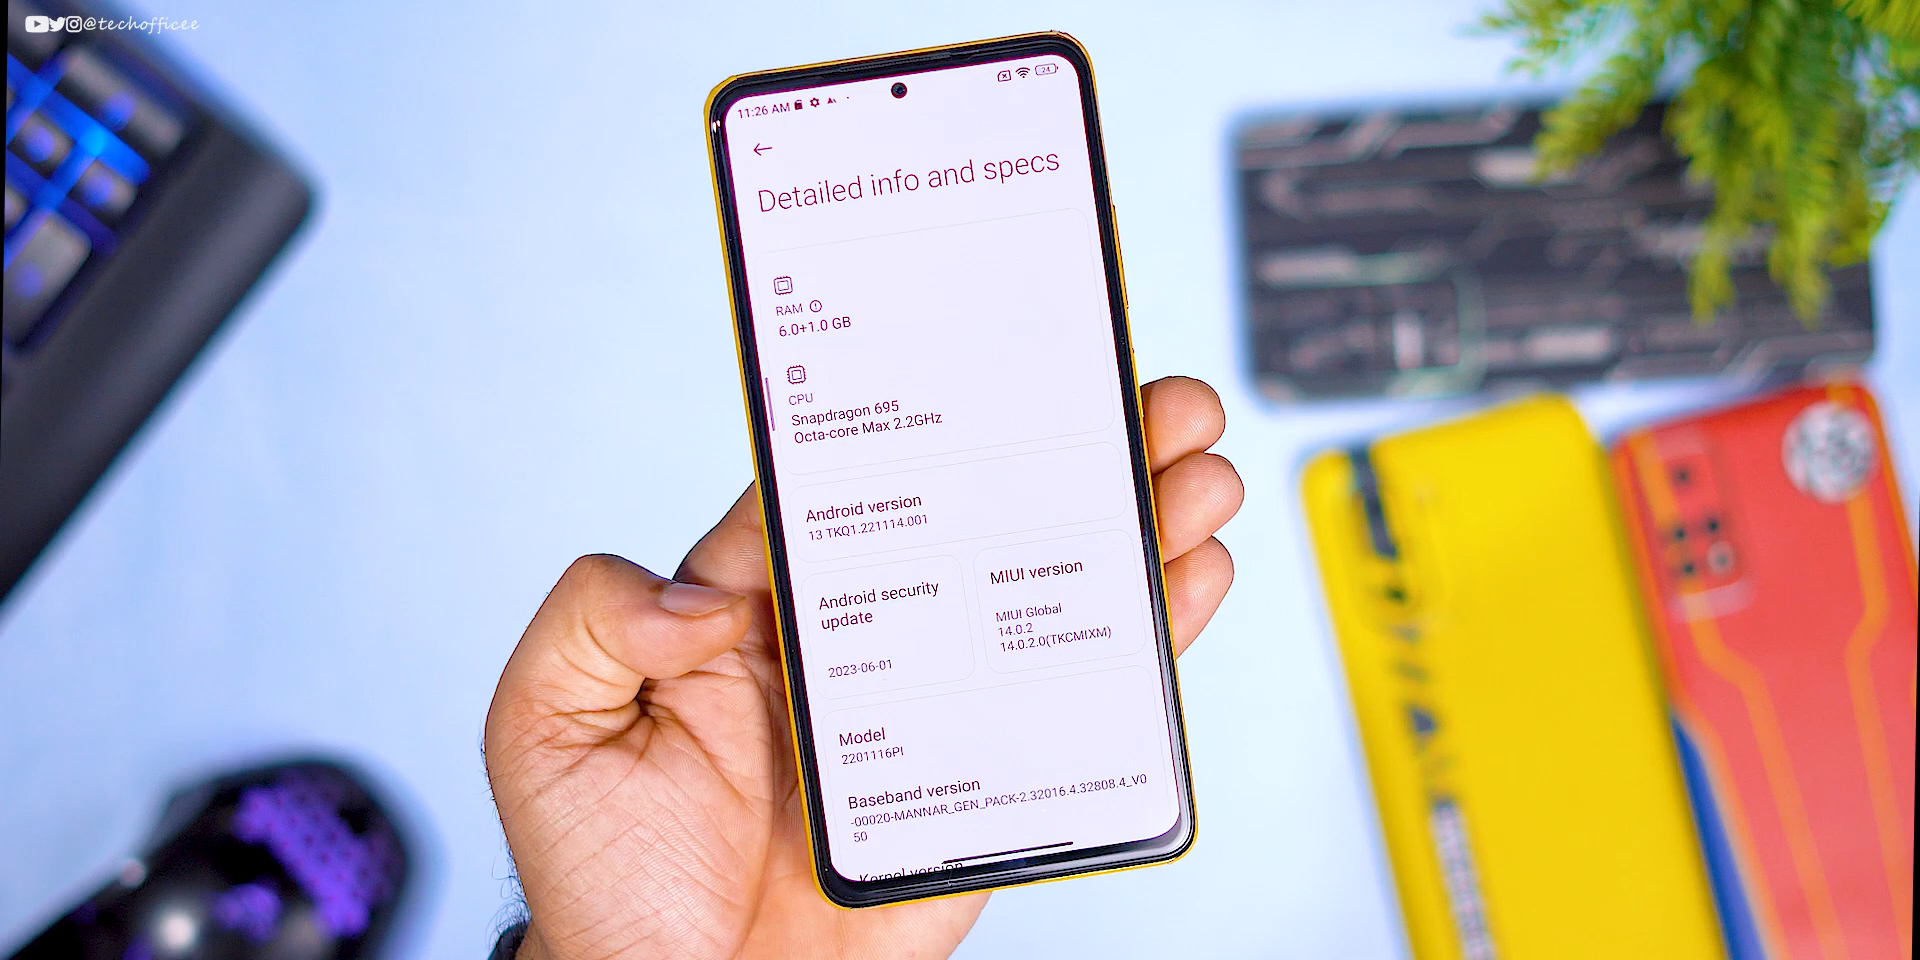 @techofficee
11:26 AM
24
Detailed info and specs
RAM
6.0+1.0 GB
CPU
Snapdragon 695
Octa-core Max 2.2GHz
Android version
13 TKQ1.221114.001
Android security
update
2023-06-01
MIUI version
MIUI Global
14.0.2
14.0.2.0(TKCMIXM)
Model
2201116PI
Baseband version
-00020-MANNAR_GEN_PACK-2.32016.4.32808.4_V0
50
Kernel version